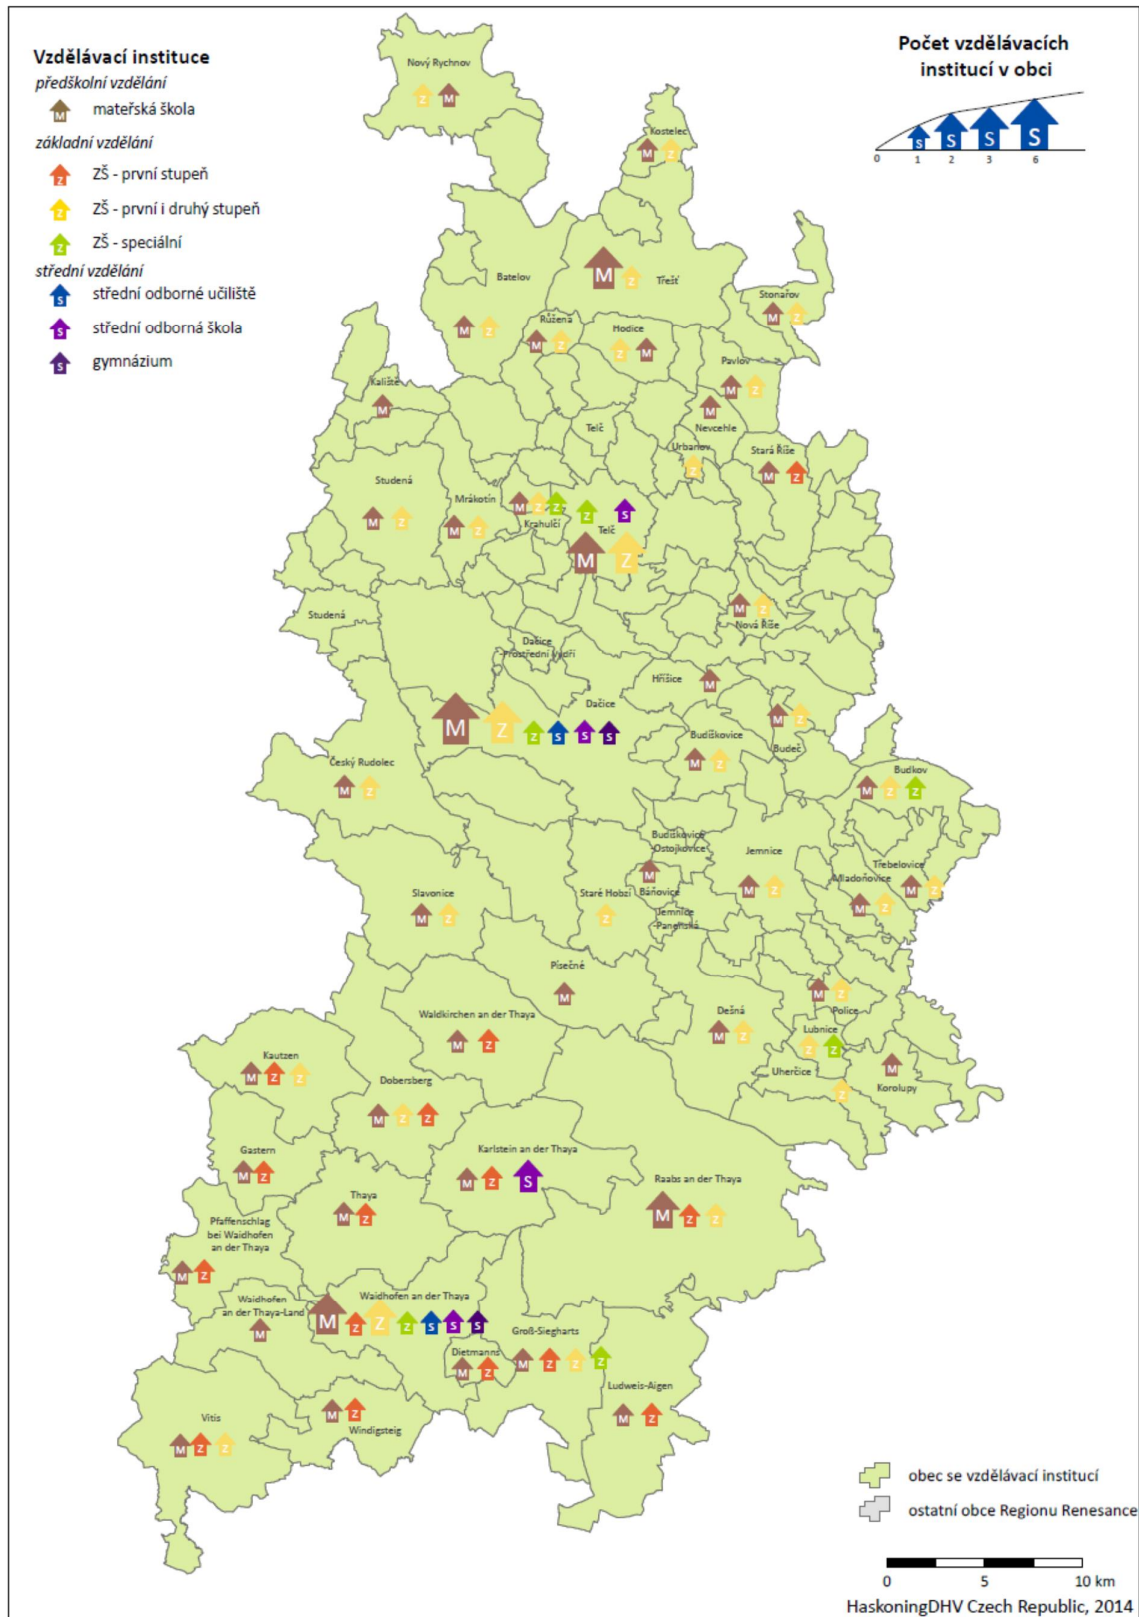 Vzdělávací instituce
předškolní vzdělání
M mateřská škola
základní vzdělání
Z ZŠ - první stupeň
Z ZŠ - první i druhý stupeň
Z ZŠ - speciální
střední vzdělání
S střední odborné učiliště
S střední odborná škola
S gymnázium
Počet vzdělávacích
institucí v obci
S S S S
0 1 2 3 6
Nový Rychnov
Z M
Kostelec
M Z
Batelov
M Z
Třešť
M Z
Stonařov
M Z
Růžená
M Z
Hodice
Z M
Pavlov
M Z
Kaliště
M
M
Nevcehle
Telč
Urbanov
Z
Stará Říše
M Z
Studená
M Z
Mrákotín
M Z
M Z Z
Krahulčí
Z S
Telč
M Z
M Z
Nová Říše
Studená
Dačice
Prostřední Vydří
Hříšice
M
Dačice
M Z Z S S S
M Z
Budeč
Budíškovice
M Z
Český Rudolec
M Z
Budkov
M Z Z
Budíškovice
-Ostojkovice
Jemnice
M Z
M
Báňovice
Třebelovice
M Z
Mladoňovice
M Z
Slavonice
M Z
Staré Hobzí
Z
Jemnice
-Panenská
Písečné
M
M Z
Police
Waldkirchen an der Thaya
M Z
Dešná
M Z
Lubnice
Z Z
Uherčice
Z
M
Korolupy
Kautzen
M Z Z
Dobersberg
M Z Z
Gastern
M Z
Karlstein an der Thaya
M Z S
Raabs an der Thaya
M Z Z
Thaya
M Z
Pfaffenschlag
bei Waidhofen
an der Thaya
M Z
Waidhofen
an der Thaya-Land
M
Waidhofen an der Thaya
M Z Z Z S S S
Groß-Siegharts
M Z Z Z
Dietmanns
M Z
Ludweis-Aigen
M Z
M Z
Windigsteig
Vitis
M Z Z
obec se vzdělávací institucí
ostatní obce Regionu Renesance
0 5 10 km
HaskoningDHV Czech Republic, 2014